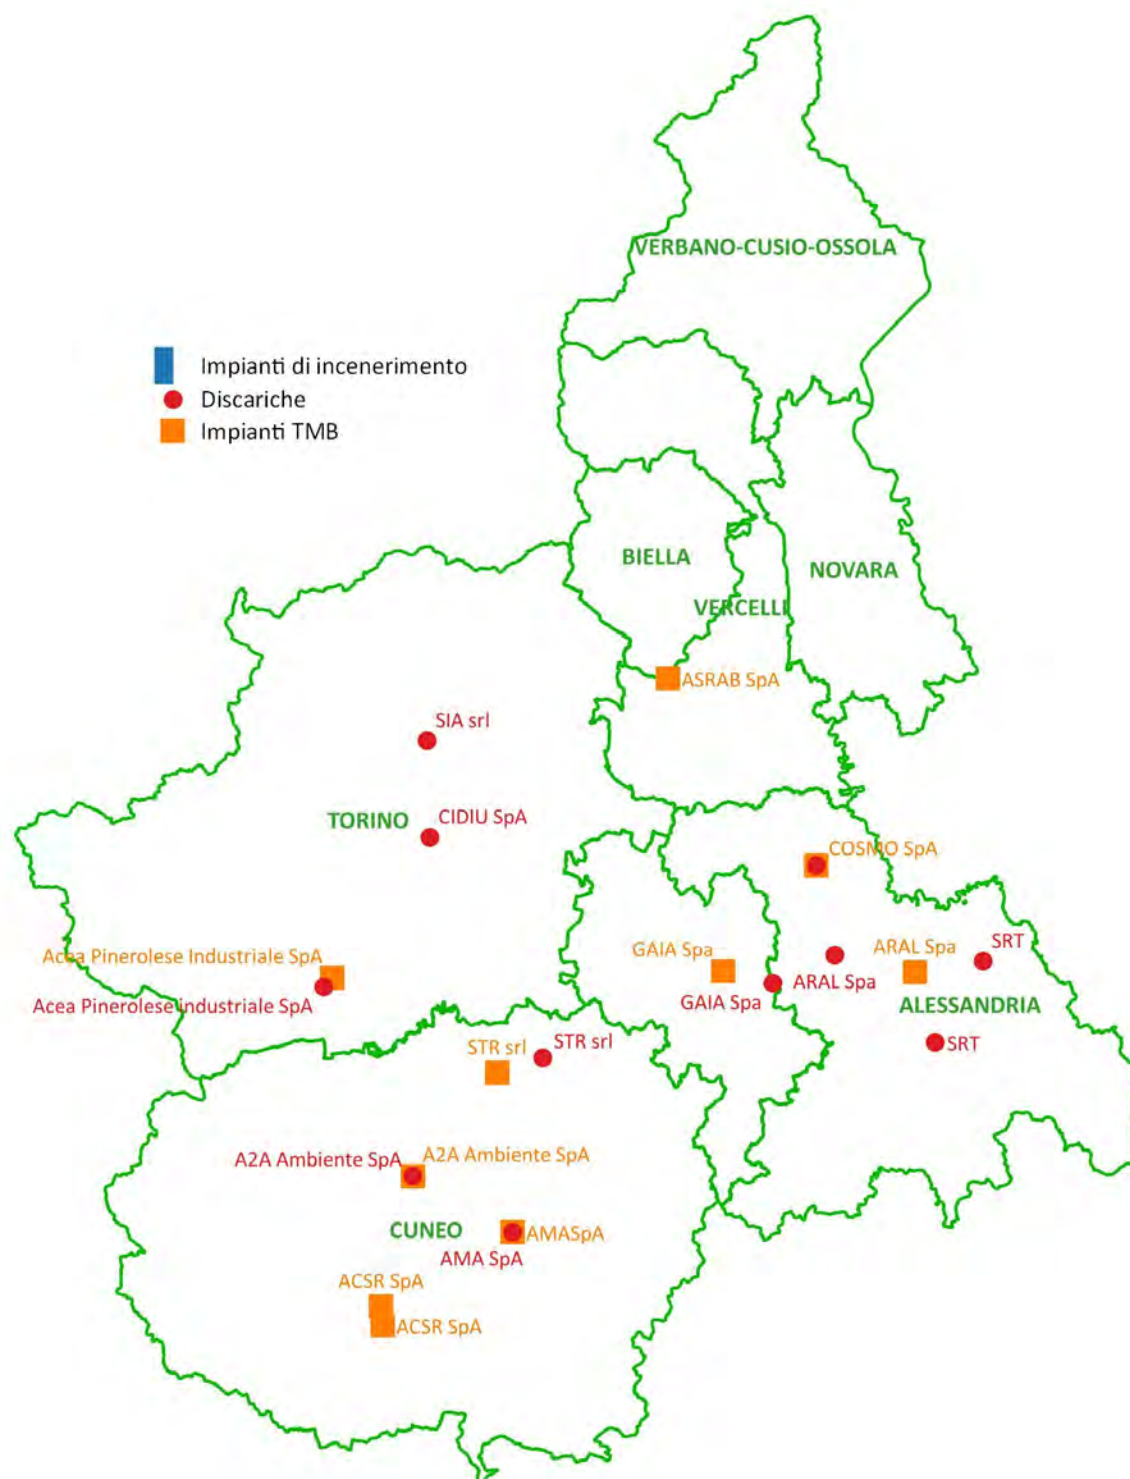 VERBANO-CUSIO-OSSOLA
Impianti di incenerimento
Discariche
Impianti TMB
BIELLA
NOVARA
VERCELLI
ASRAB SpA
SIA srl
TORINO
CIDIU SpA
COSMO SpA
Acea Pinerolese Industriale SpA
Acea Pinerolese industriale SpA
GAIA Spa
GAIA Spa
ARAL Spa
ARAL Spa
SRT
ALESSANDRIA
SRT
STR srl
STR srl
A2A Ambiente SpA
A2A Ambiente SpA
CUNEO
AMASpA
AMA SpA
ACSR SpA
ACSR SpA